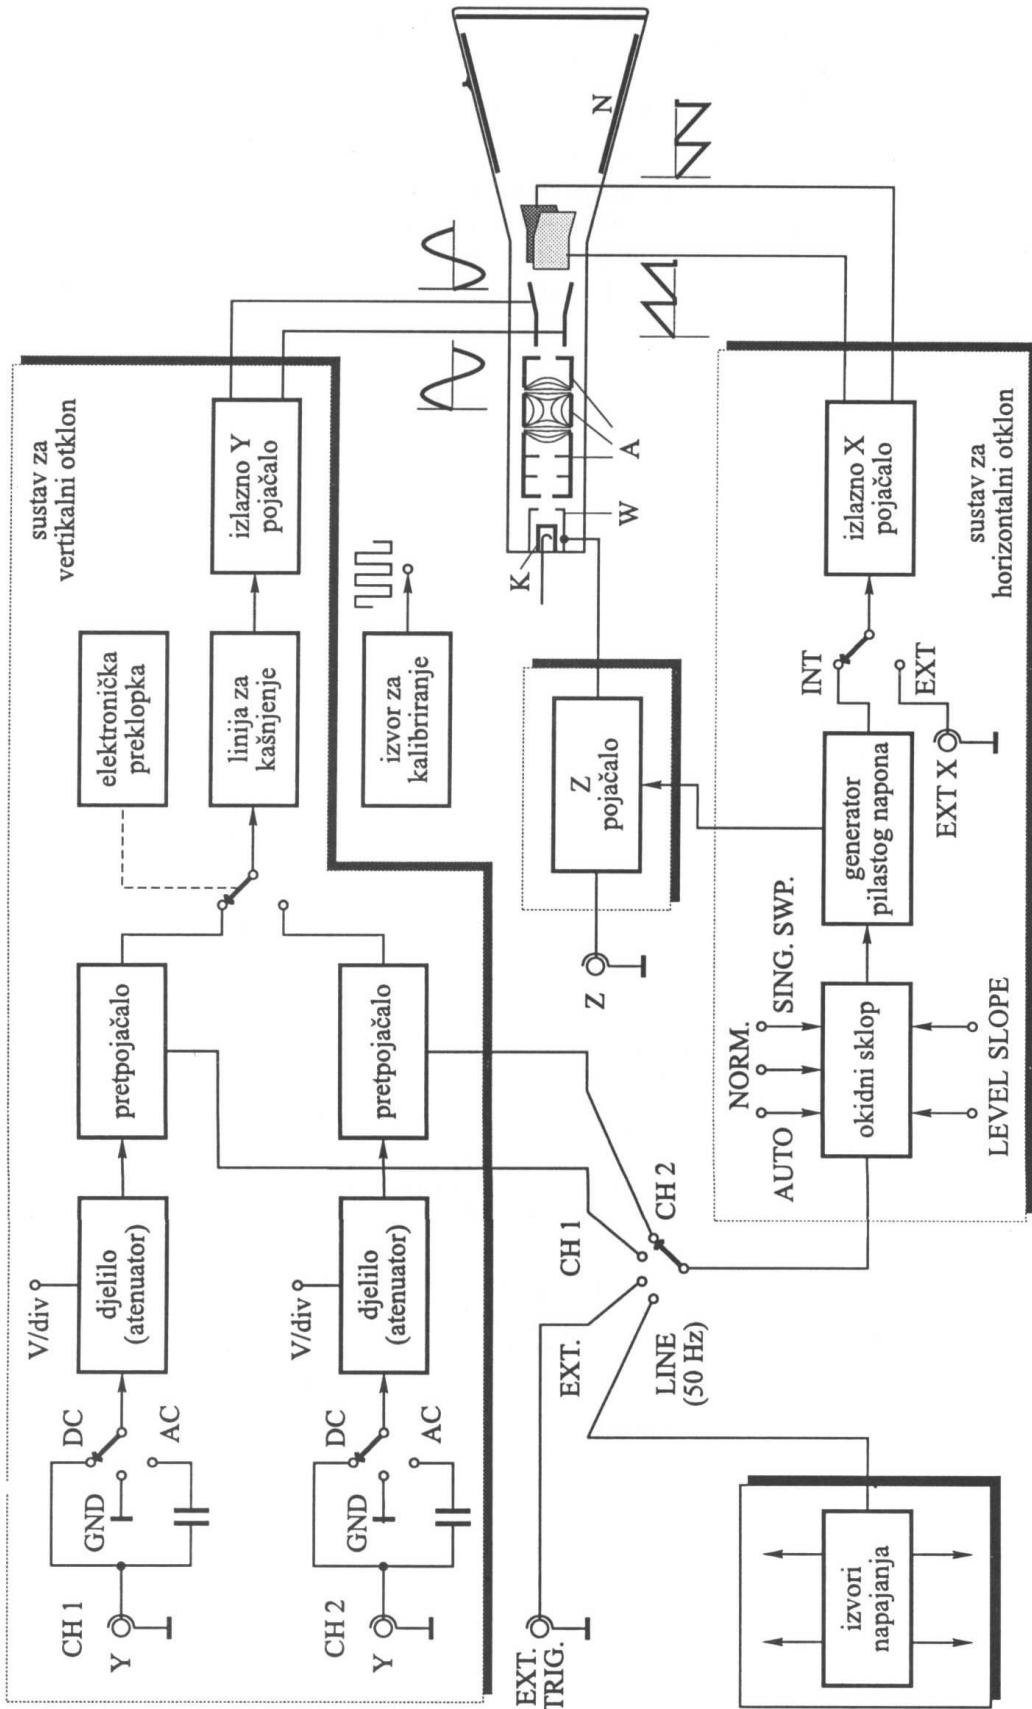 CH 1
Y
DC
GND
AC
V/div
djelilo
(atenuator)
pretpojačalo
elektronička
preklopka
linija za
kašnjenje
izlazno Y
pojačalo
sustav za
vertikalni otklon
CH 2
Y
DC
GND
AC
V/div
djelilo
(atenuator)
pretpojačalo
izvor za
kalibriranje
K
W
A
N
EXT.
TRIG.
EXT.
CH 1
CH 2
LINE
(50 Hz)
Z
Z
pojačalo
izvori
napajanja
AUTO
NORM.
SING. SWP.
okidni sklop
LEVEL
SLOPE
generator
pilastog napona
INT
EXT
EXT X
izlazno X
pojačalo
sustav za
horizontalni otklon